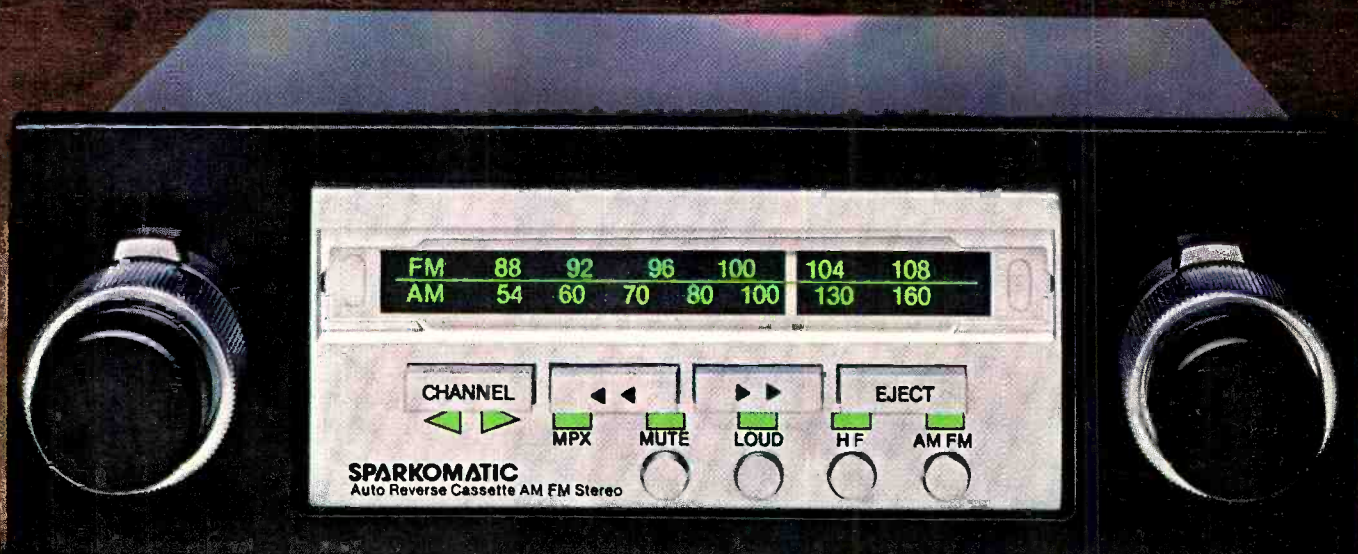 FM 88 92 96 100 104 108
AM 54 60 70 80 100 130 160
CHANNEL ◄ ◄ ► ► EJECT
MPX MUTE LOUD HF AM FM
SPARKOMATIC
Auto Reverse Cassette AM FM Stereo